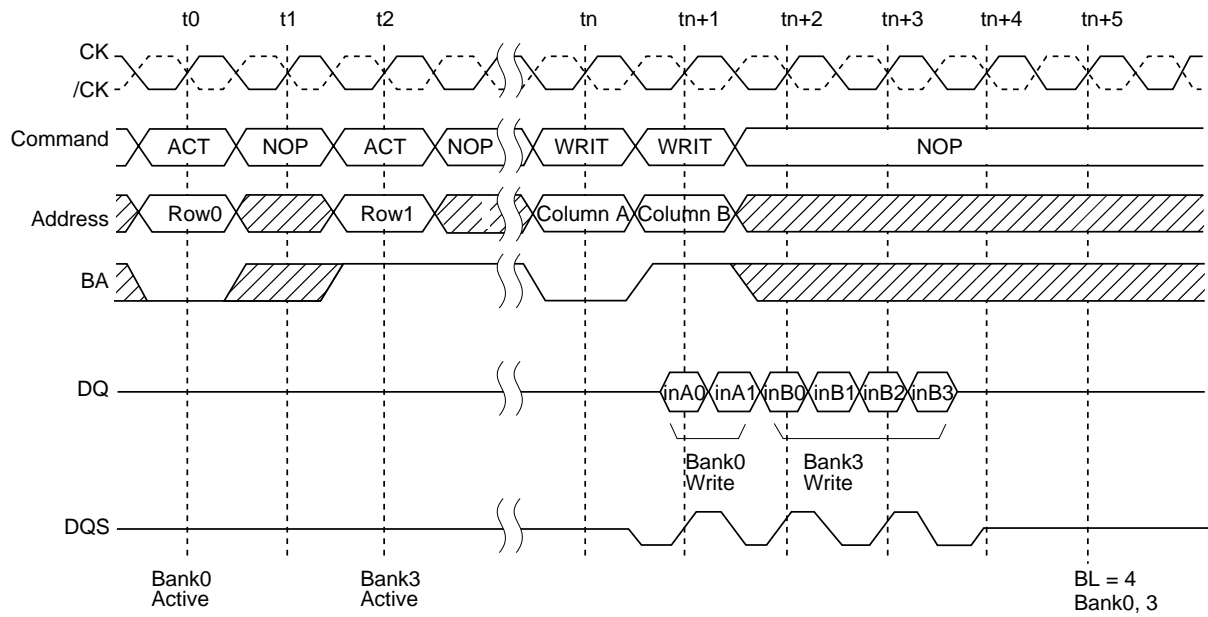 t0 t1 t2 tn tn+1 tn+2 tn+3 tn+4 tn+5
CK
/CK
Command ACT NOP ACT NOP WRIT WRIT NOP
Address Row0 Row1 Column A Column B
BA
DQ inA0 inA1 inB0 inB1 inB2 inB3
Bank0 Bank3
Write Write
DQS
Bank0 Bank3 BL = 4
Active Active Bank0, 3